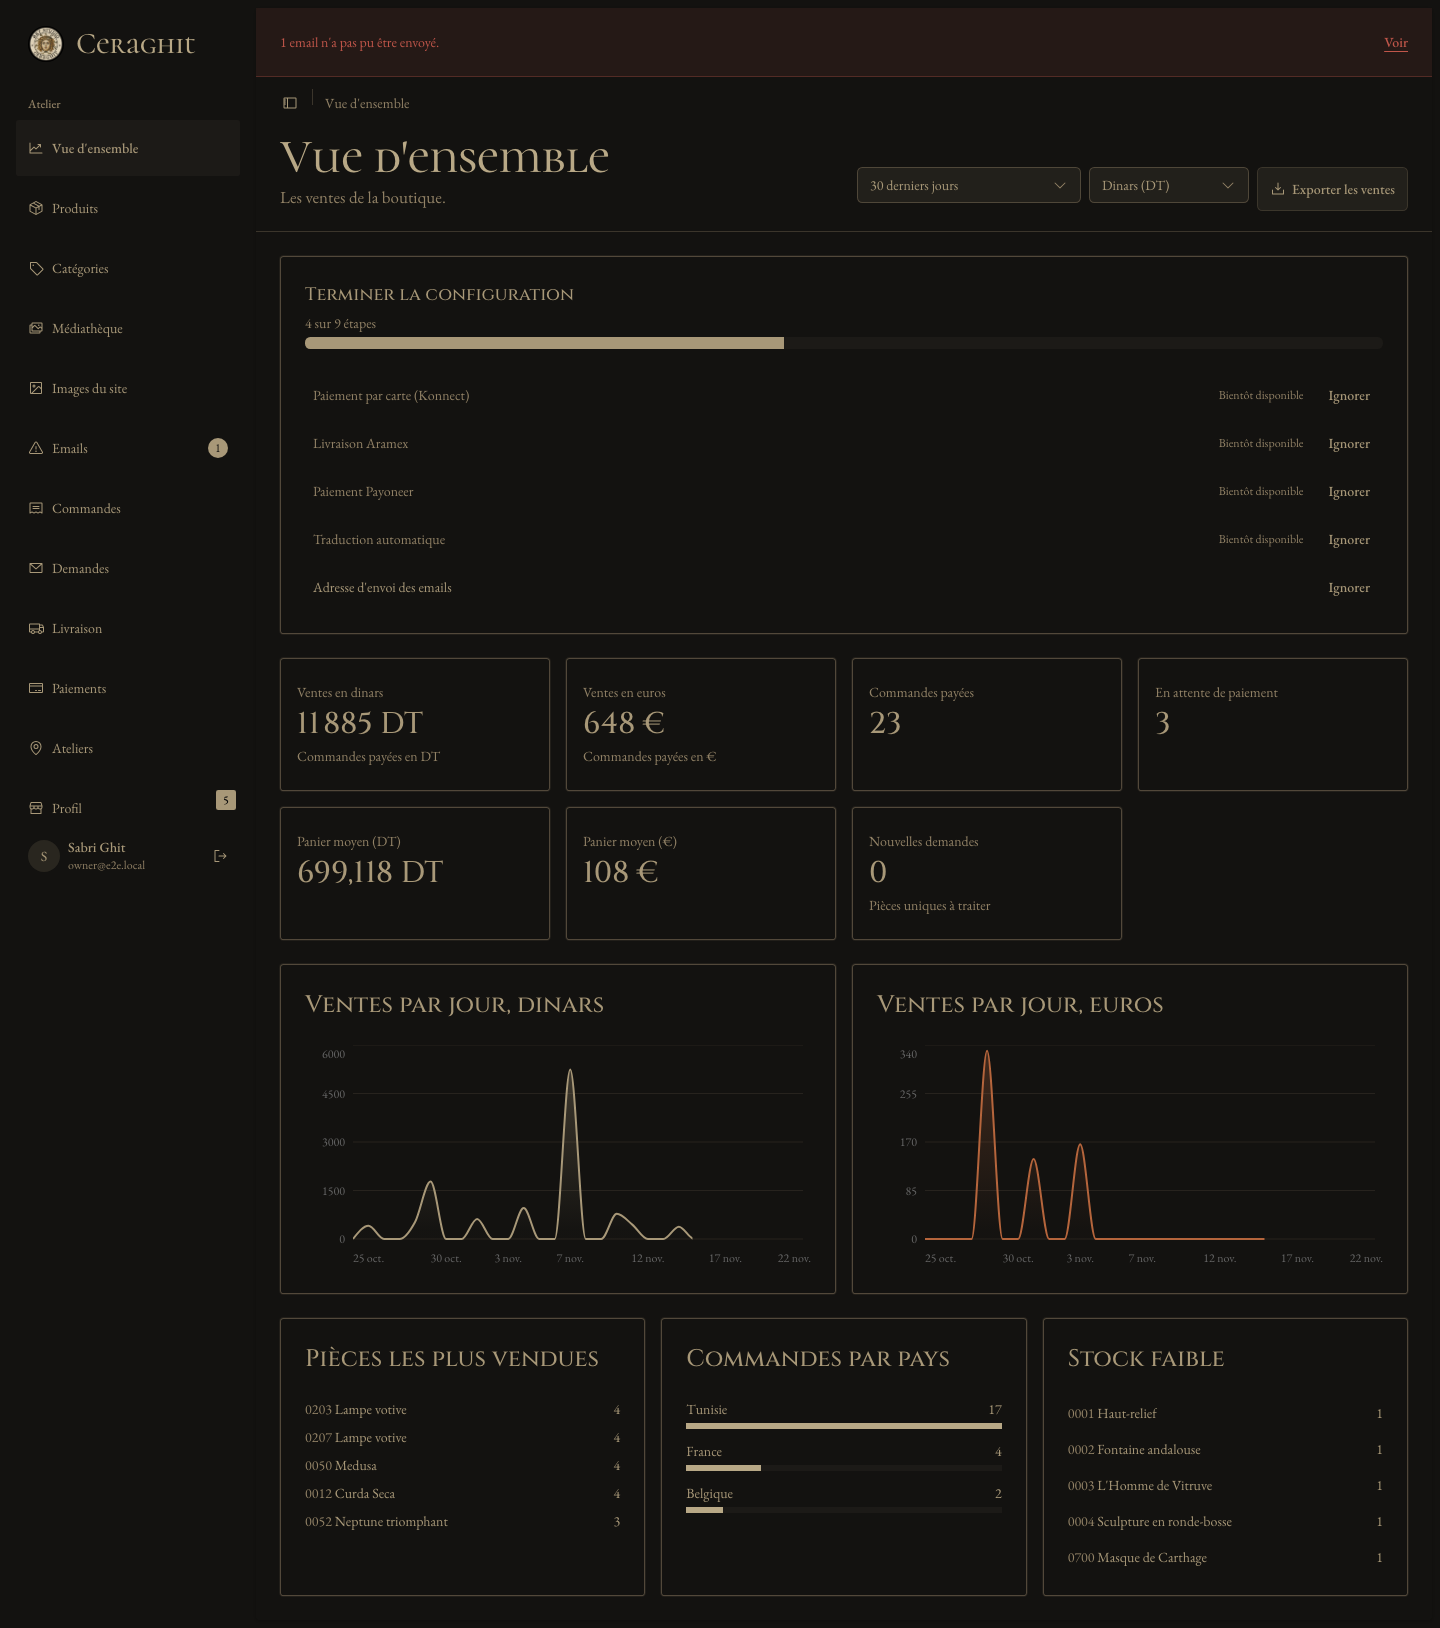 Ceraghit
Atelier
Vue d'ensemble
Produits
Catégories
Médiathèque
Images du site
Emails 1
Commandes
Demandes
Livraison
Paiements
Ateliers
Profil 5
S Sabri Ghit
owner@e2e.local
1 email n'a pas pu être envoyé. Voir
Vue d'ensemble
Vue d'ensemble
Les ventes de la boutique.
30 derniers jours Dinars (DT) Exporter les ventes
Terminer la configuration
4 sur 9 étapes
Paiement par carte (Konnect) Bientôt disponible Ignorer
Livraison Aramex Bientôt disponible Ignorer
Paiement Payoneer Bientôt disponible Ignorer
Traduction automatique Bientôt disponible Ignorer
Adresse d'envoi des emails Ignorer
Ventes en dinars
11 885 DT
Commandes payées en DT
Ventes en euros
648 €
Commandes payées en €
Commandes payées
23
En attente de paiement
3
Panier moyen (DT)
699,118 DT
Panier moyen (€)
108 €
Nouvelles demandes
0
Pièces uniques à traiter
Ventes par jour, dinars
6000
4500
3000
1500
0
25 oct. 30 oct. 3 nov. 7 nov. 12 nov. 17 nov. 22 nov.
Ventes par jour, euros
340
255
170
85
0
25 oct. 30 oct. 3 nov. 7 nov. 12 nov. 17 nov. 22 nov.
Pièces les plus vendues
0203 Lampe votive 4
0207 Lampe votive 4
0050 Medusa 4
0012 Curda Seca 4
0052 Neptune triomphant 3
Commandes par pays
Tunisie 17
France 4
Belgique 2
Stock faible
0001 Haut-relief 1
0002 Fontaine andalouse 1
0003 L'Homme de Vitruve 1
0004 Sculpture en ronde-bosse 1
0700 Masque de Carthage 1